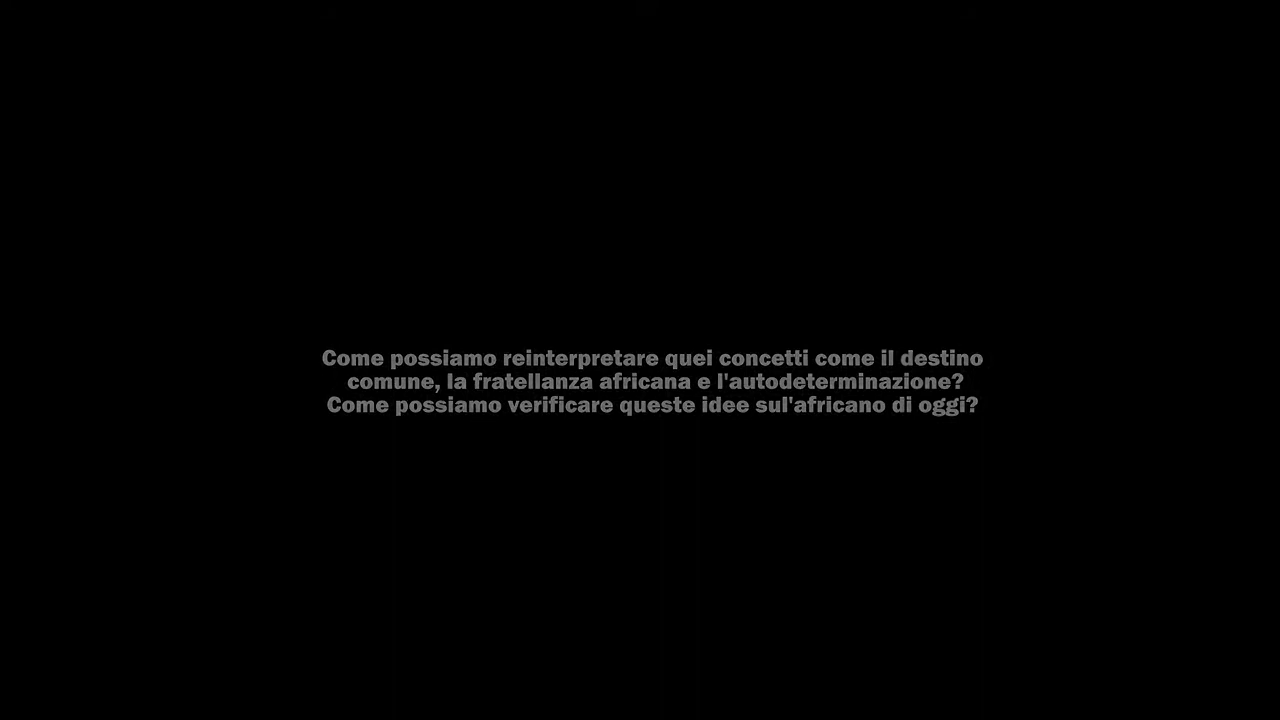 Come possiamo reinterpretare quei concetti come il destino
comune, la fratellanza africana e l'autodeterminazione?
Come possiamo verificare queste idee sul'africano di oggi?